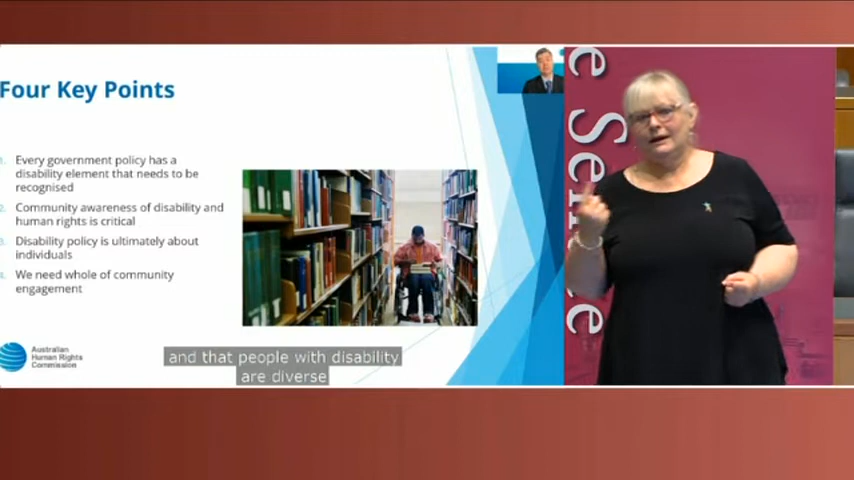 Four Key Points
1. Every government policy has a
disability element that needs to be
recognised
2. Community awareness of disability and
human rights is critical
3. Disability policy is ultimately about
individuals
4. We need whole of community
engagement
Australian
Human Rights
Commission
and that people with disability
are diverse
e Sen
e Se